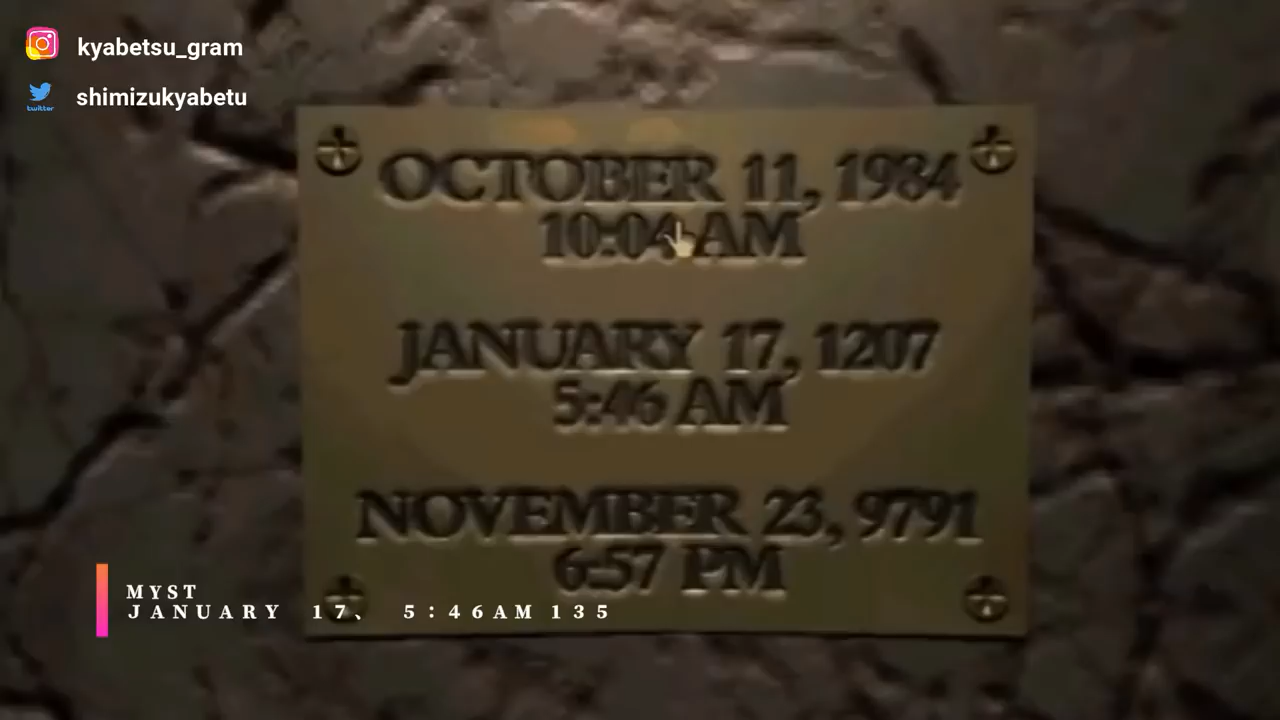 kyabetsu_gram
twitter
shimizukyabetu
OCTOBER 11, 1984
10:04 AM
JANUARY 17, 1207
5:46 AM
NOVEMBER 23, 9791
6:57 PM
MYST
JANUARY 17、 5:46AM 135